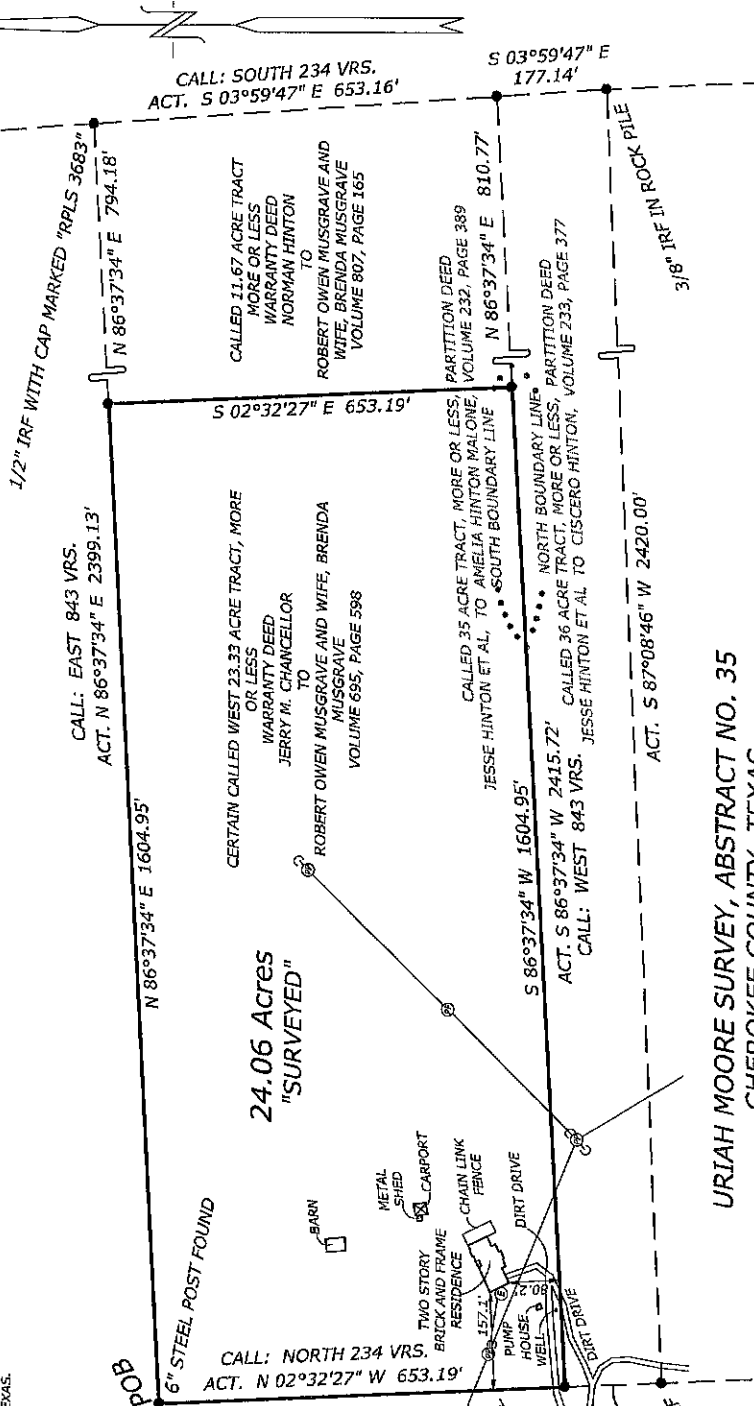 EXAS.
CALL: SOUTH 234 VRS.
ACT. S 03°59'47" E 653.16'
S 03°59'47" E
177.14'
1/2" IRF WITH CAP MARKED "RPLS 3683"
N 86°37'34" E 794.18'
CALLED 11.67 ACRE TRACT
MORE OR LESS
WARRANTY DEED
NORMAN HINTON
TO
ROBERT OWEN MUSGRAVE AND
WIFE, BRENDA MUSGRAVE
VOLUME 807, PAGE 165
N 86°37'34" E 810.77'
3/8" IRF IN ROCK PILE
S 02°32'27" E 653.19'
CALL: EAST 843 VRS.
ACT. N 86°37'34" E 2399.13'
N 86°37'34" E 1604.95'
CERTAIN CALLED WEST 23.33 ACRE TRACT, MORE
OR LESS
WARRANTY DEED
JERRY M. CHANCELLOR
TO
ROBERT OWEN MUSGRAVE AND WIFE, BRENDA
MUSGRAVE
VOLUME 695, PAGE 598
CALLED 35 ACRE TRACT, MORE OR LESS, PARTITION DEED
JESSE HINTON ET AL, TO AMELIA HINTON MALONE, VOLUME 232, PAGE 389
SOUTH BOUNDARY LINE
NORTH BOUNDARY LINE
CALLED 36 ACRE TRACT, MORE OR LESS, PARTITION DEED
JESSE HINTON ET AL TO CISCERO HINTON, VOLUME 233, PAGE 377
S 86°37'34" W 1604.95'
ACT. S 86°37'34" W 2415.72'
CALL: WEST 843 VRS.
ACT. S 87°08'46" W 2420.00'
24.06 Acres
"SURVEYED"
BARN
METAL
SHED
CARPORT
TWO STORY
BRICK AND FRAME
RESIDENCE
CHAIN LINK
FENCE
DIRT DRIVE
157.1'
80.2'
E
PUMP
HOUSE
WELL
DIRT DRIVE
POB
6" STEEL POST FOUND
CALL: NORTH 234 VRS.
ACT. N 02°32'27" W 653.19'
URIAH MOORE SURVEY, ABSTRACT NO. 35
CHEROKEE COUNTY, TEXAS